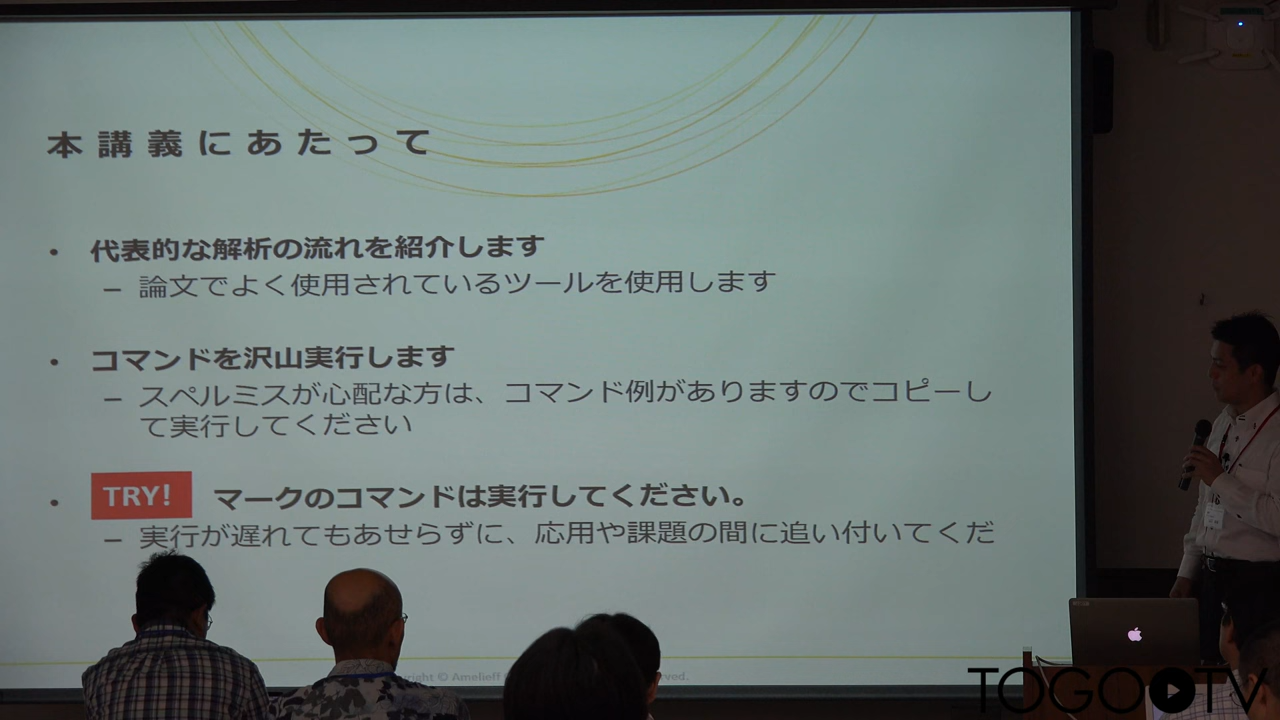 本講義にあたって
• 代表的な解析の流れを紹介します
– 論文でよく使用されているツールを使用します
• コマンドを沢山実行します
– スペルミスが心配な方は、コマンド例がありますのでコピーし
て実行してください
• TRY! マークのコマンドは実行してください。
– 実行が遅れてもあせらずに、応用や課題の間に追い付いてくだ
© Amelieff
TOGOTV